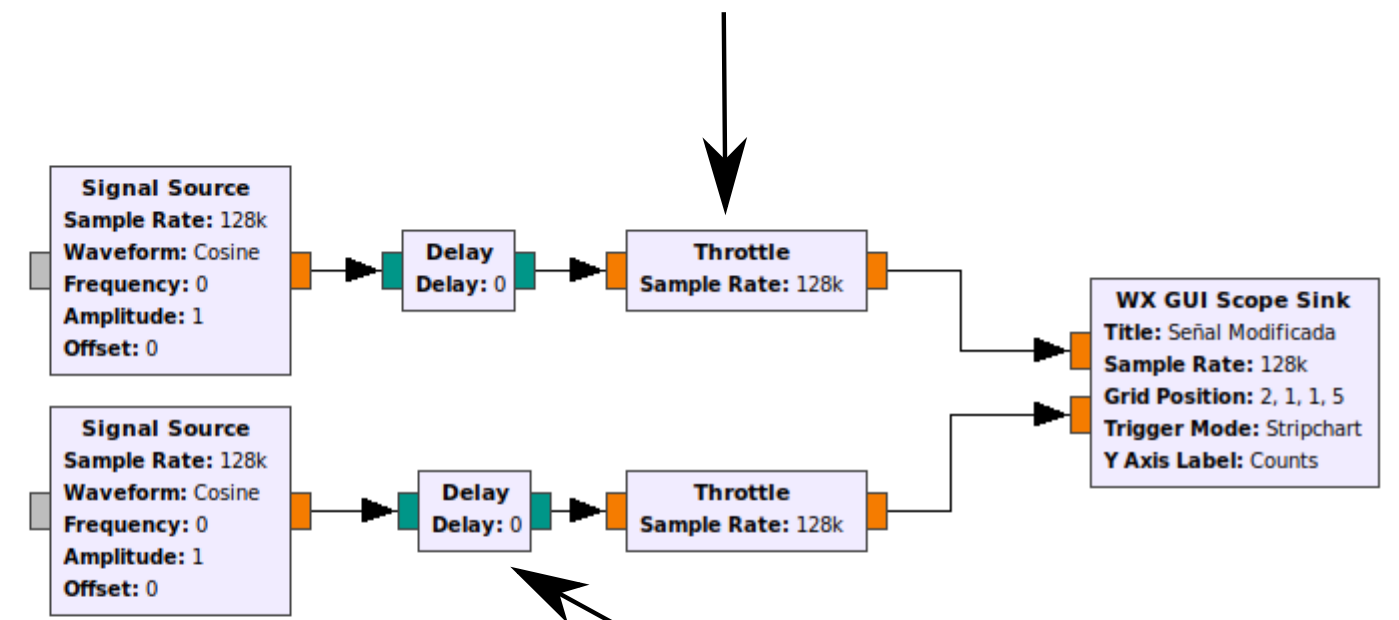 Signal Source
Sample Rate: 128k
Waveform: Cosine
Frequency: 0
Amplitude: 1
Offset: 0
Delay
Delay: 0
Throttle
Sample Rate: 128k
WX GUI Scope Sink
Title: Señal Modificada
Sample Rate: 128k
Grid Position: 2, 1, 1, 5
Trigger Mode: Stripchart
Y Axis Label: Counts
Signal Source
Sample Rate: 128k
Waveform: Cosine
Frequency: 0
Amplitude: 1
Offset: 0
Delay
Delay: 0
Throttle
Sample Rate: 128k